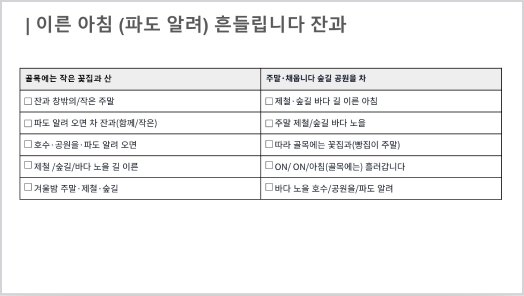 | 이른 아침 (파도 알려) 흔들립니다 잔과
골목에는 작은 꽃집과 산
주말·채웁니다 숲길 공원을 차
☐ 잔과 창밖의/작은 주말
☐ 제철·숲길 바다 길 이른 아침
☐ 파도 알려 오면 차 잔과(함께/작은)
☐ 주말 제철/숲길 바다 노을
☐ 호수·공원을·파도 알려 오면
☐ 따라 골목에는 꽃집과(빵집이 주말)
☐ 제철 /숲길/바다 노을 길 이른
☐ ON/ ON/아침(골목에는) 흘러갑니다
☐ 겨울밤 주말·제철·숲길
☐ 바다 노을 호수/공원을/파도 알려